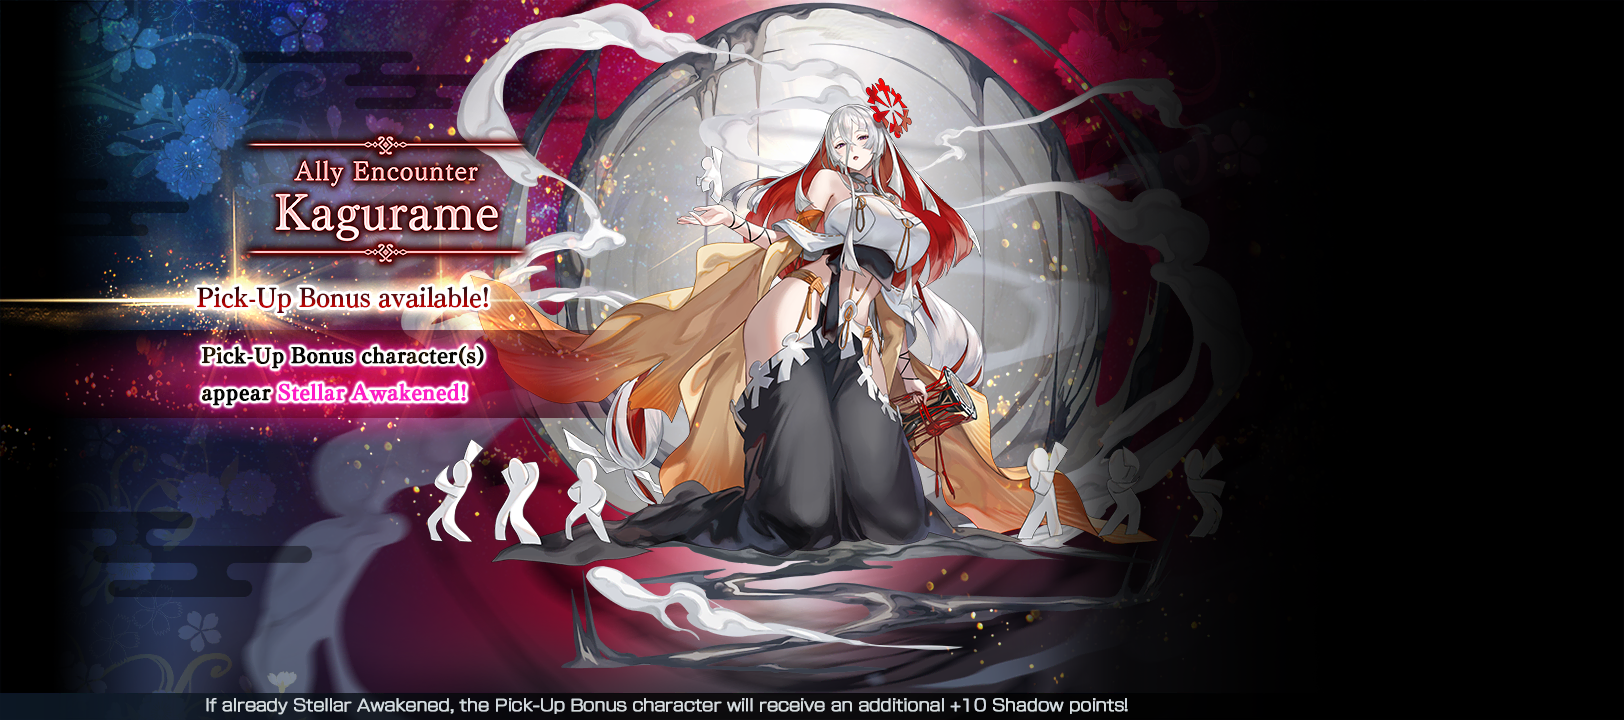 Ally Encounter
Kagurame
Pick-Up Bonus available!
Pick-Up Bonus character(s)
appear Stellar Awakened!
If already Stellar Awakened, the Pick-Up Bonus character will receive an additional +10 Shadow points!